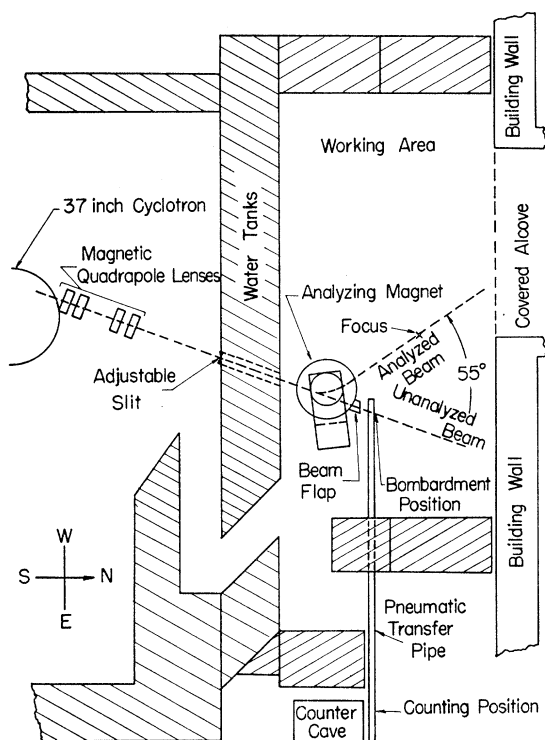 Building Wall
Working Area
37 inch Cyclotron
Magnetic
Quadrapole Lenses
Water Tanks
Covered Alcove
Analyzing Magnet
Focus
Analyzed
Beam
55°
Unanalyzed
Beam
Adjustable
Slit
Beam
Flap
Bombardment
Position
Building Wall
W
S
N
E
Pneumatic
Transfer
Pipe
Counting Position
Counter
Cave